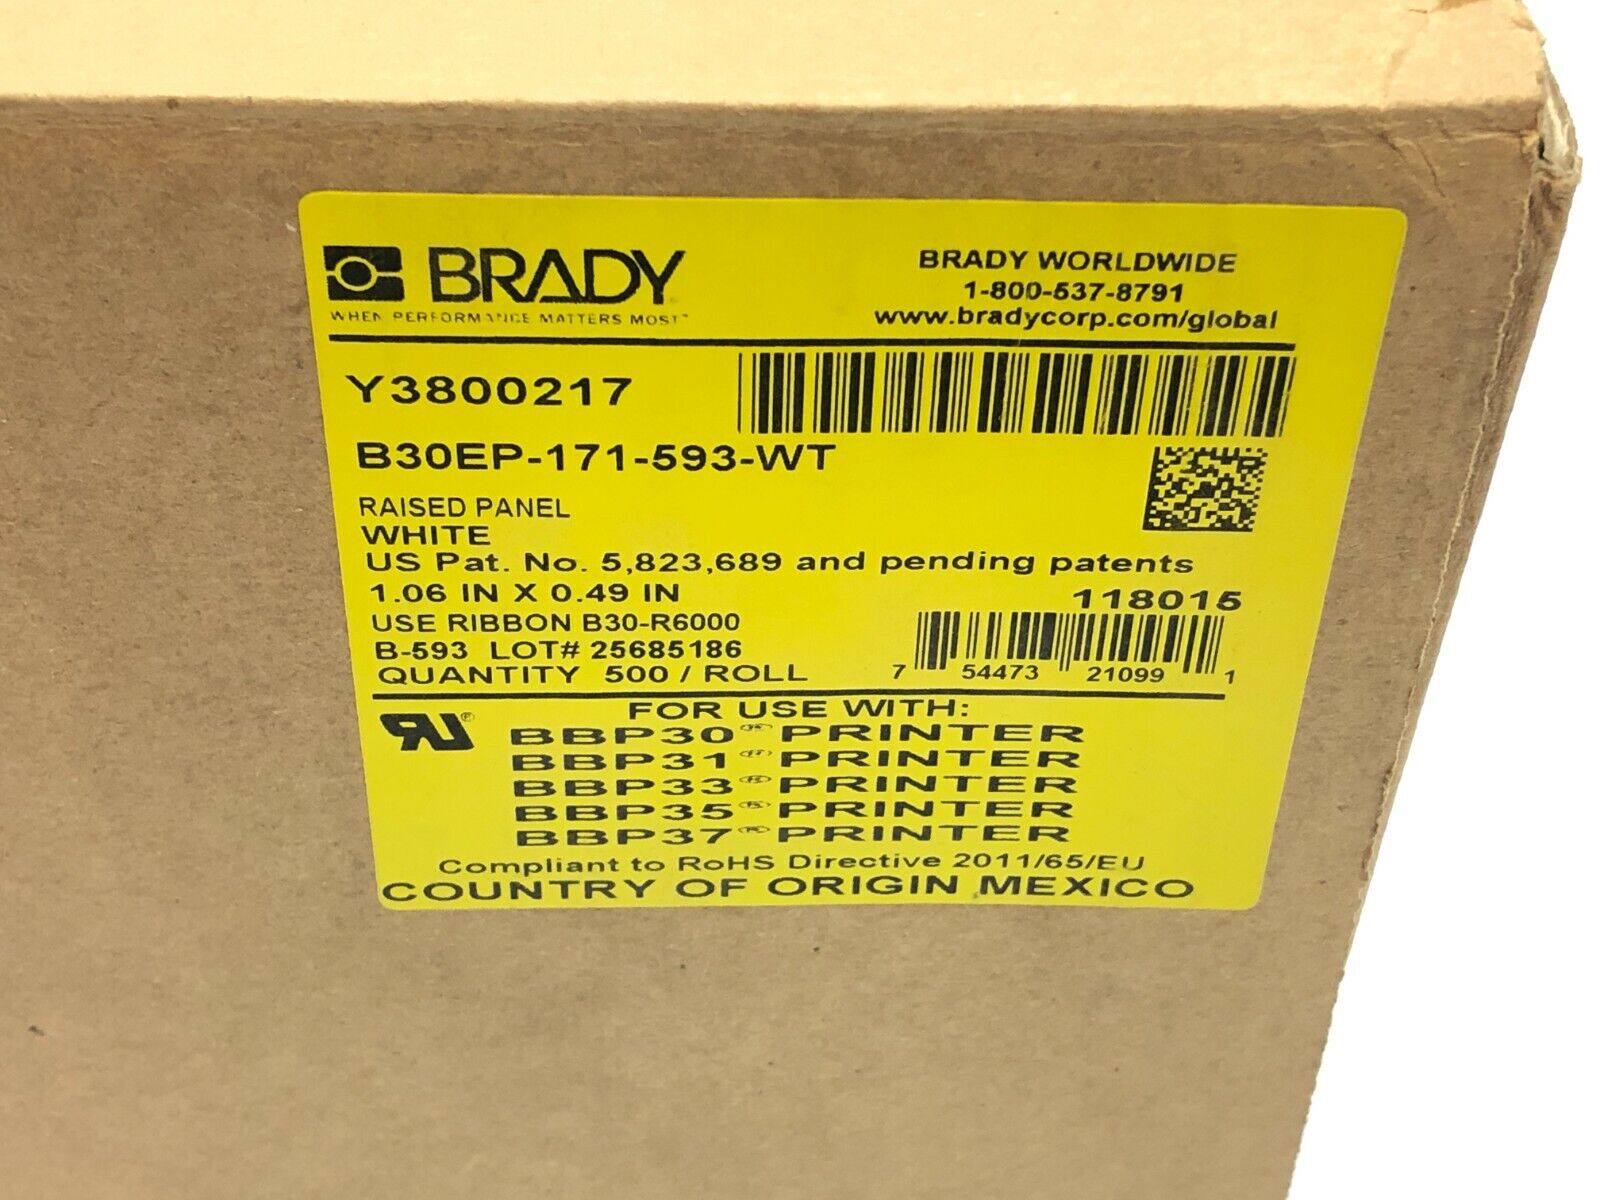 BRADY
WHEN PERFORMANCE MATTERS MOST™
BRADY WORLDWIDE
1-800-537-8791
www.bradycorp.com/global
Y3800217
B30EP-171-593-WT
RAISED PANEL
WHITE
US Pat. No. 5,823,689 and pending patents
1.06 IN X 0.49 IN
118015
USE RIBBON B30-R6000
B-593 LOT# 25685186
QUANTITY 500 / ROLL
7 54473 21099 1
FOR USE WITH:
RU®
BBP30® PRINTER
BBP31® PRINTER
BBP33® PRINTER
BBP35® PRINTER
BBP37® PRINTER
Compliant to RoHS Directive 2011/65/EU
COUNTRY OF ORIGIN MEXICO